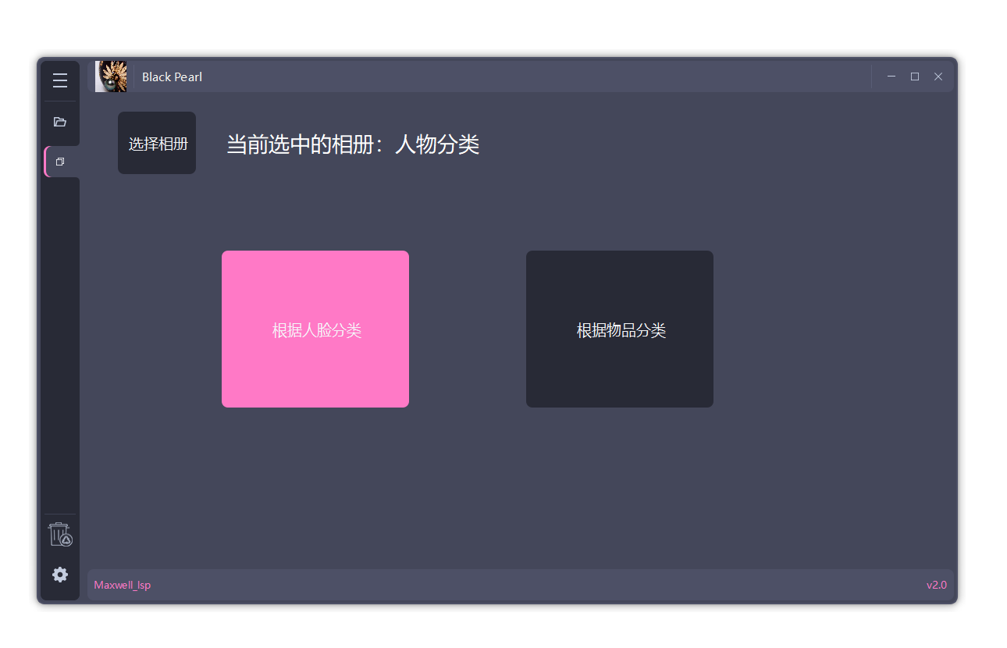 Black Pearl
选择相册
当前选中的相册：人物分类
根据人脸分类
根据物品分类
Maxwell_lsp
v2.0